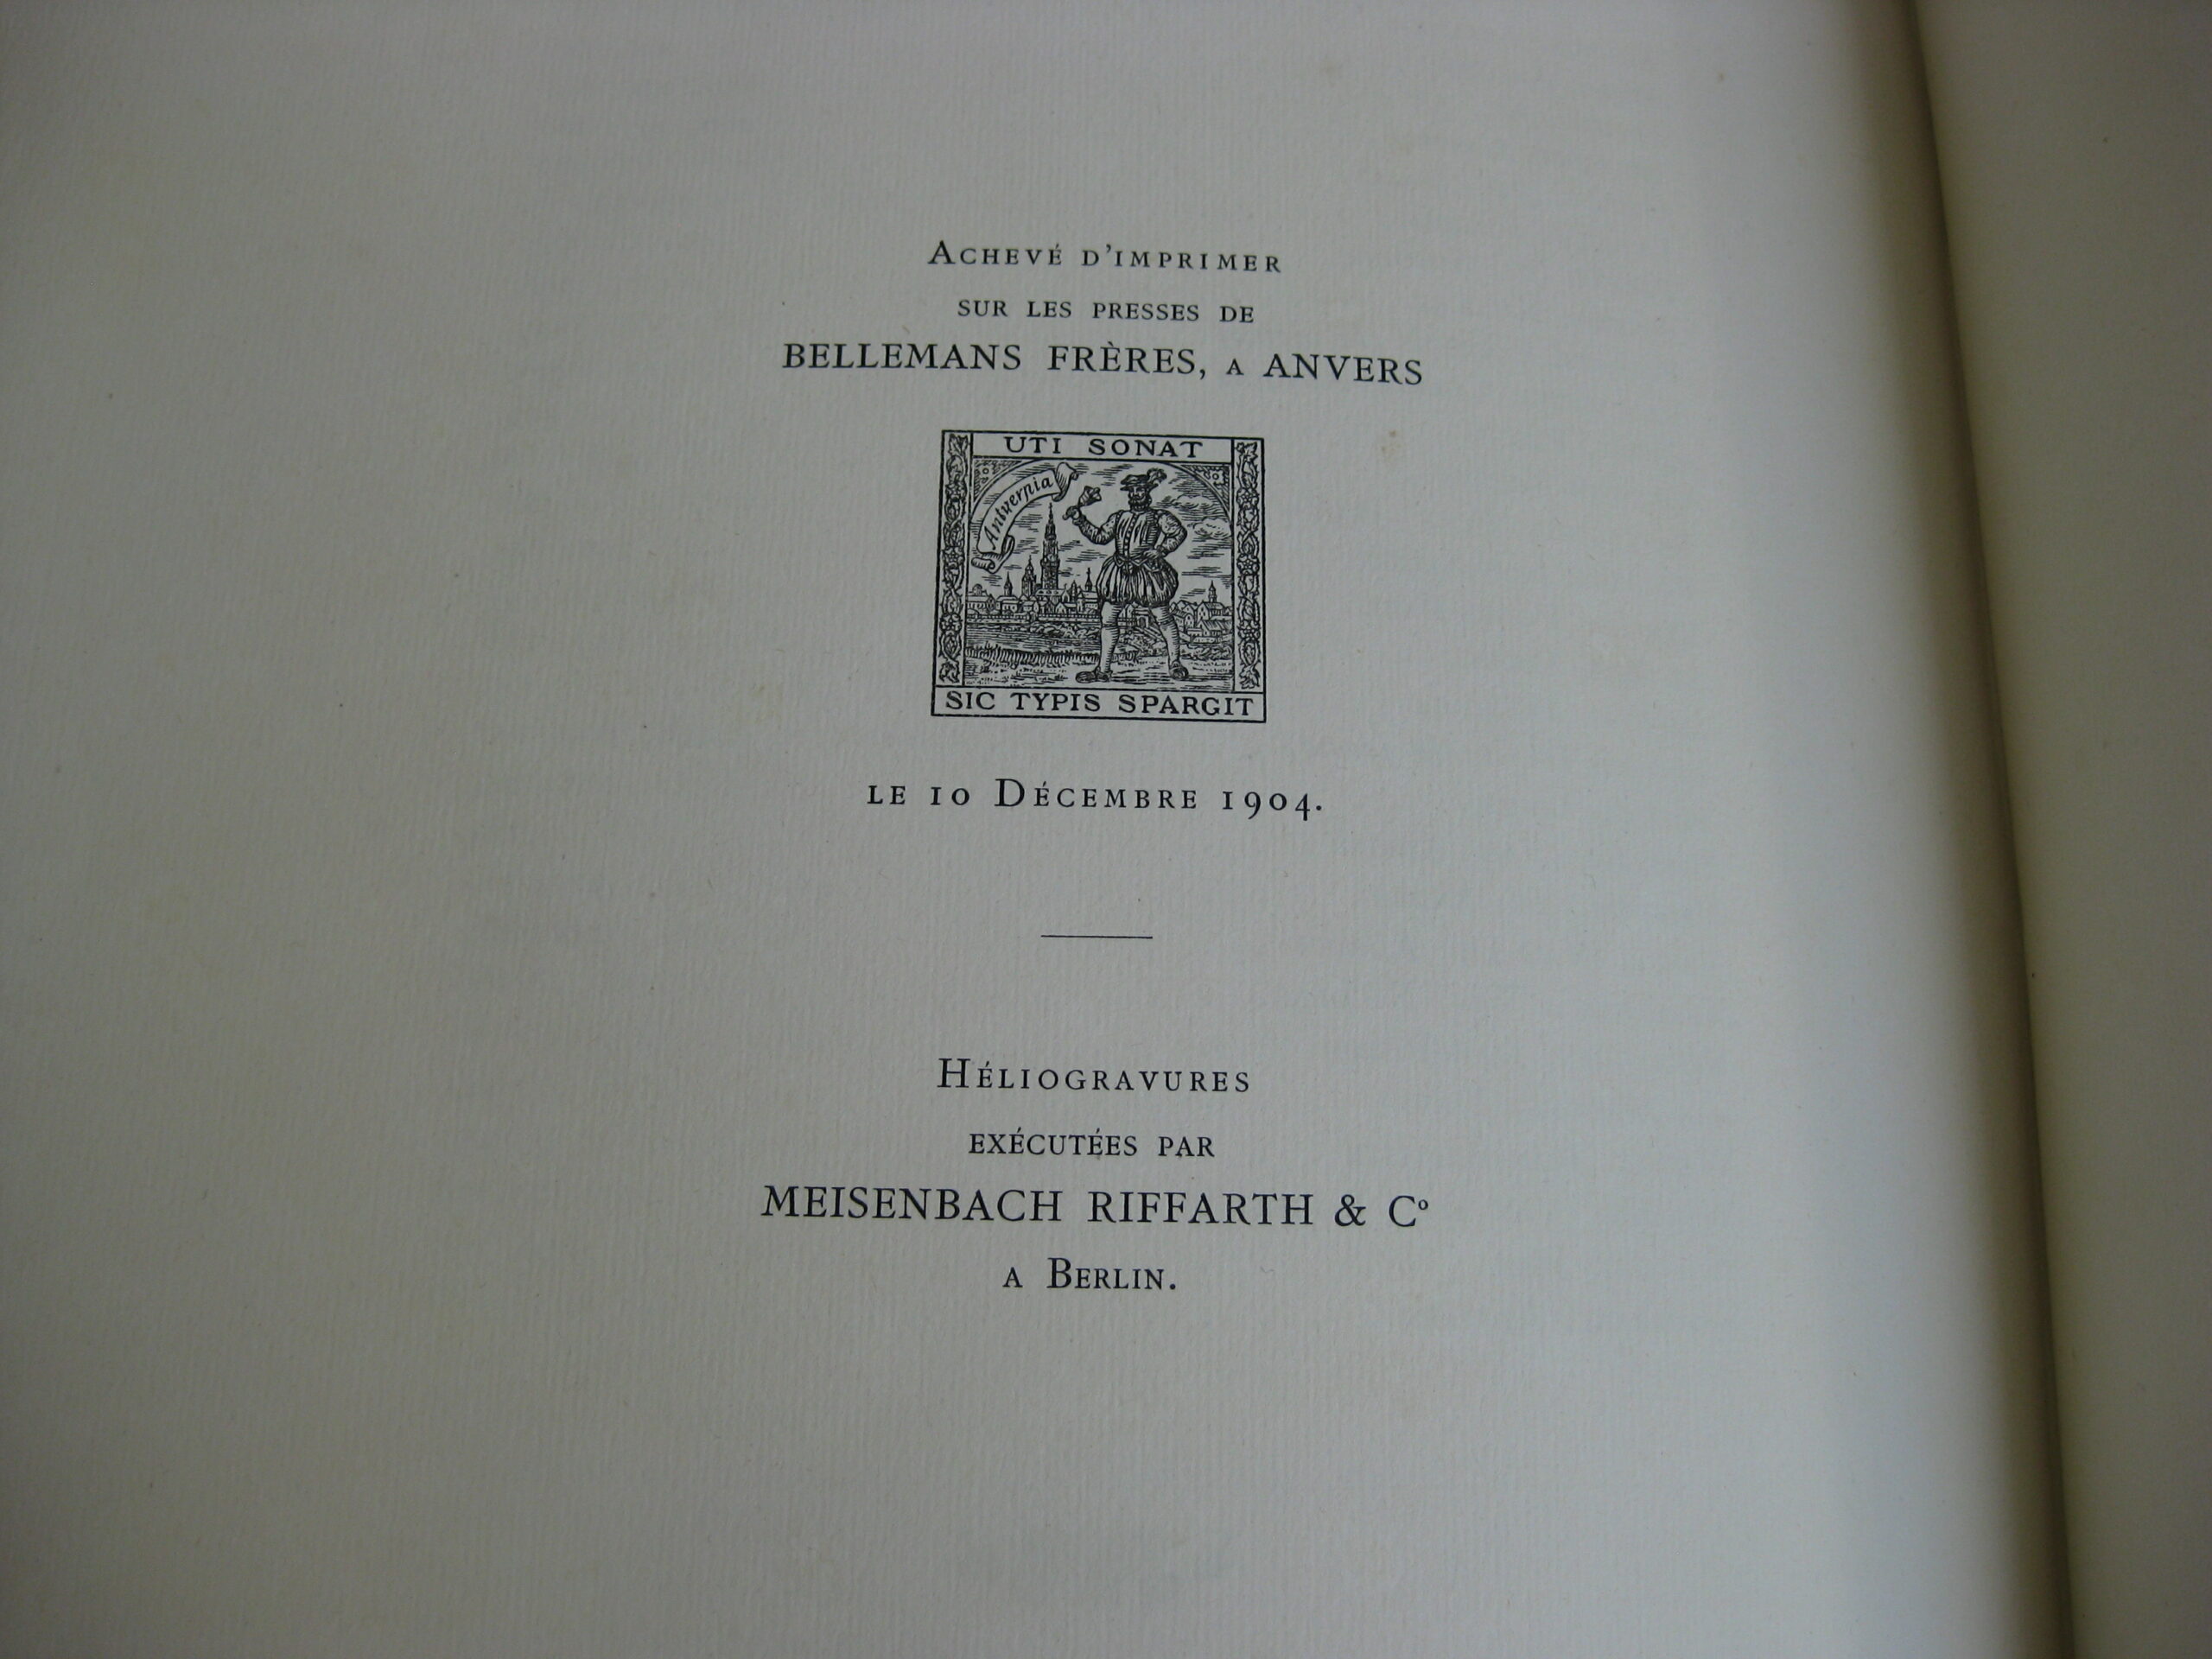 Achevé d'imprimer
sur les presses de
BELLEMANS FRÈRES, A ANVERS
UTI SONAT
Antverpia
SIC TYPIS SPARGIT
le 10 Décembre 1904.
Héliogravures
exécutées par
MEISENBACH RIFFARTH & Cº
a Berlin.